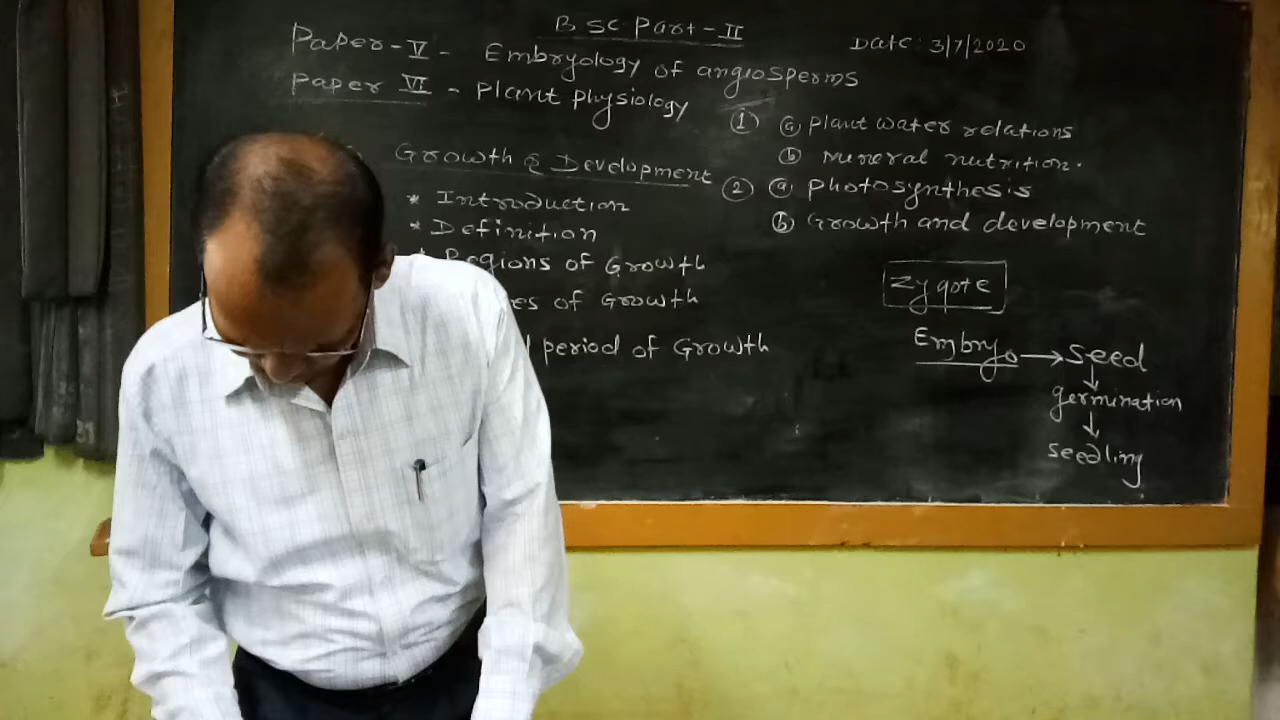 BSC Part-II
Date: 3/7/2020
Paper-V- Embryology of angiosperms
Paper VI - Plant physiology
Growth & Development
* Introduction
* Definition
* Regions of Growth
es of Growth
period of Growth
① ⓐ Plant water relations
ⓑ Mineral nutrition.
② ⓐ photosynthesis
ⓑ Growth and development
Zygote
Embryo → Seed
↓
germination
↓
seedling